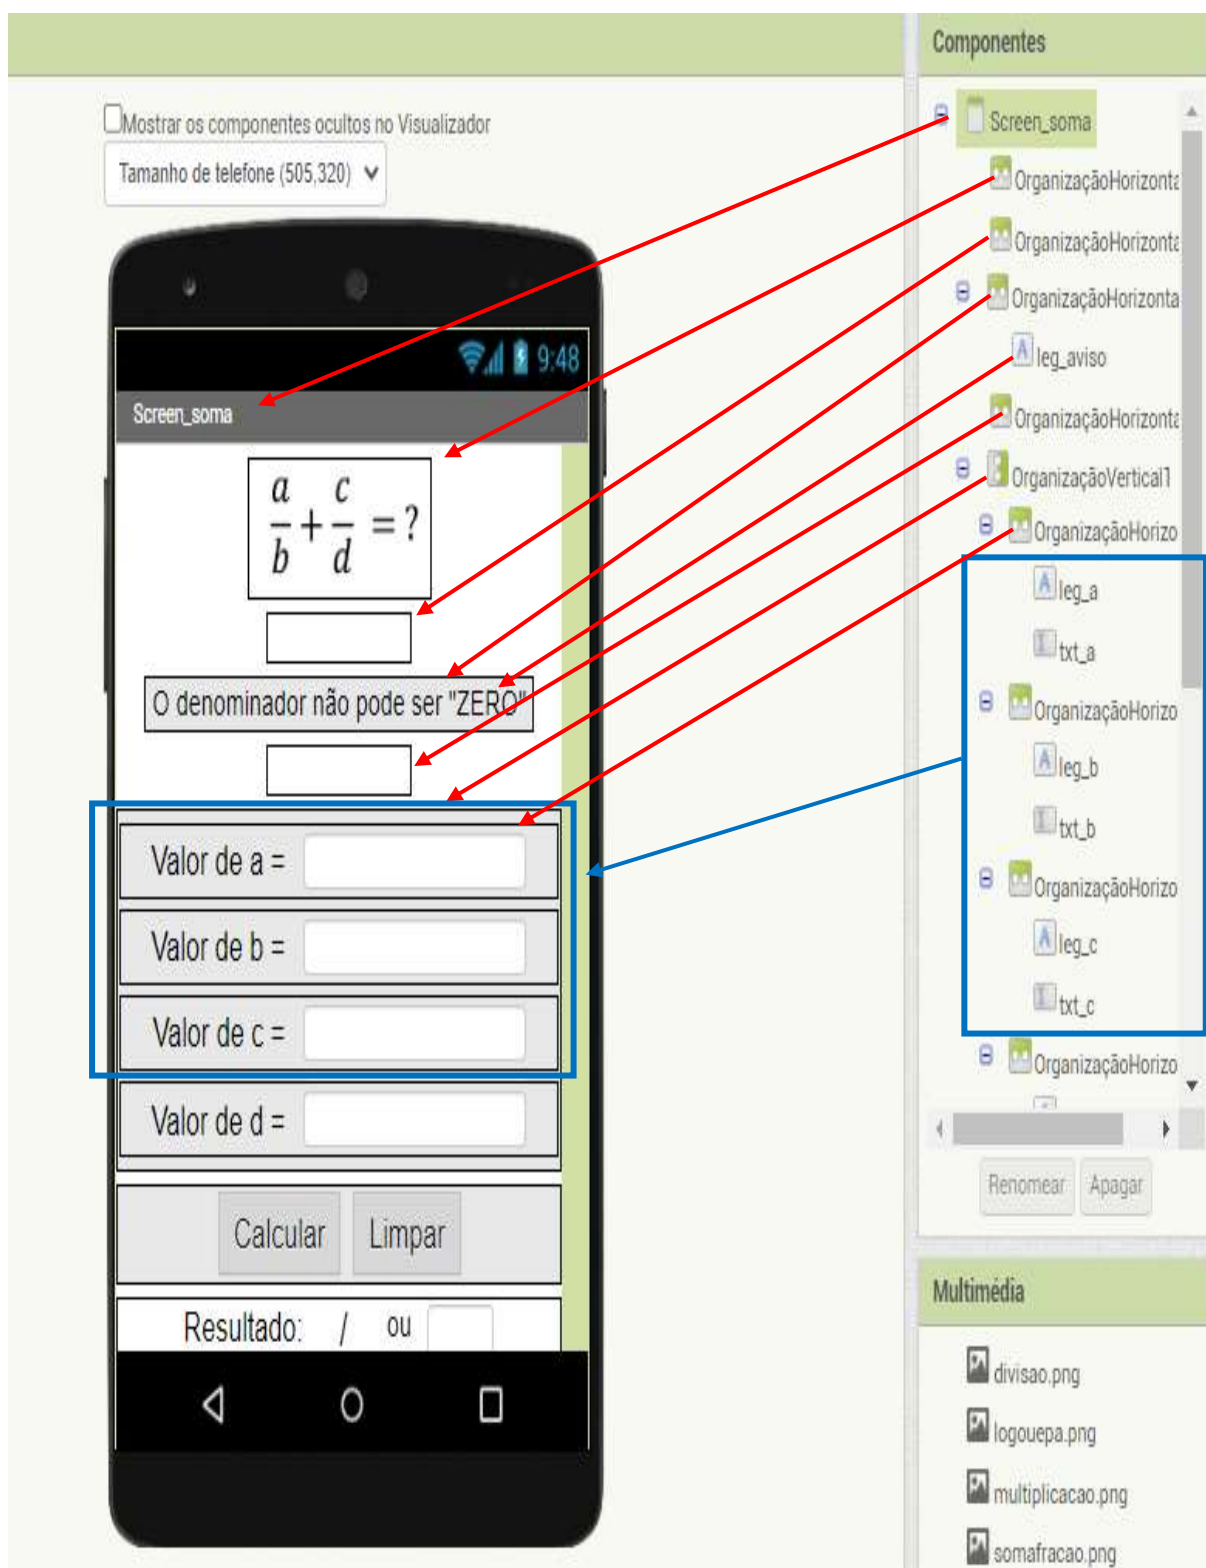 Componentes
Mostrar os componentes ocultos no Visualizador
Tamanho de telefone (505,320)
9:48
Screen_soma
a/b + c/d = ?
O denominador não pode ser "ZERO"
Valor de a =
Valor de b =
Valor de c =
Valor de d =
Calcular Limpar
Resultado: / ou
Screen_soma
OrganizaçãoHorizonta
OrganizaçãoHorizonta
OrganizaçãoHorizonta
leg_aviso
OrganizaçãoHorizonta
OrganizaçãoVertical1
OrganizaçãoHorizo
leg_a
txt_a
OrganizaçãoHorizo
leg_b
txt_b
OrganizaçãoHorizo
leg_c
txt_c
OrganizaçãoHorizo
Renomear Apagar
Multimédia
divisao.png
logouepa.png
multiplicacao.png
somafracao.png